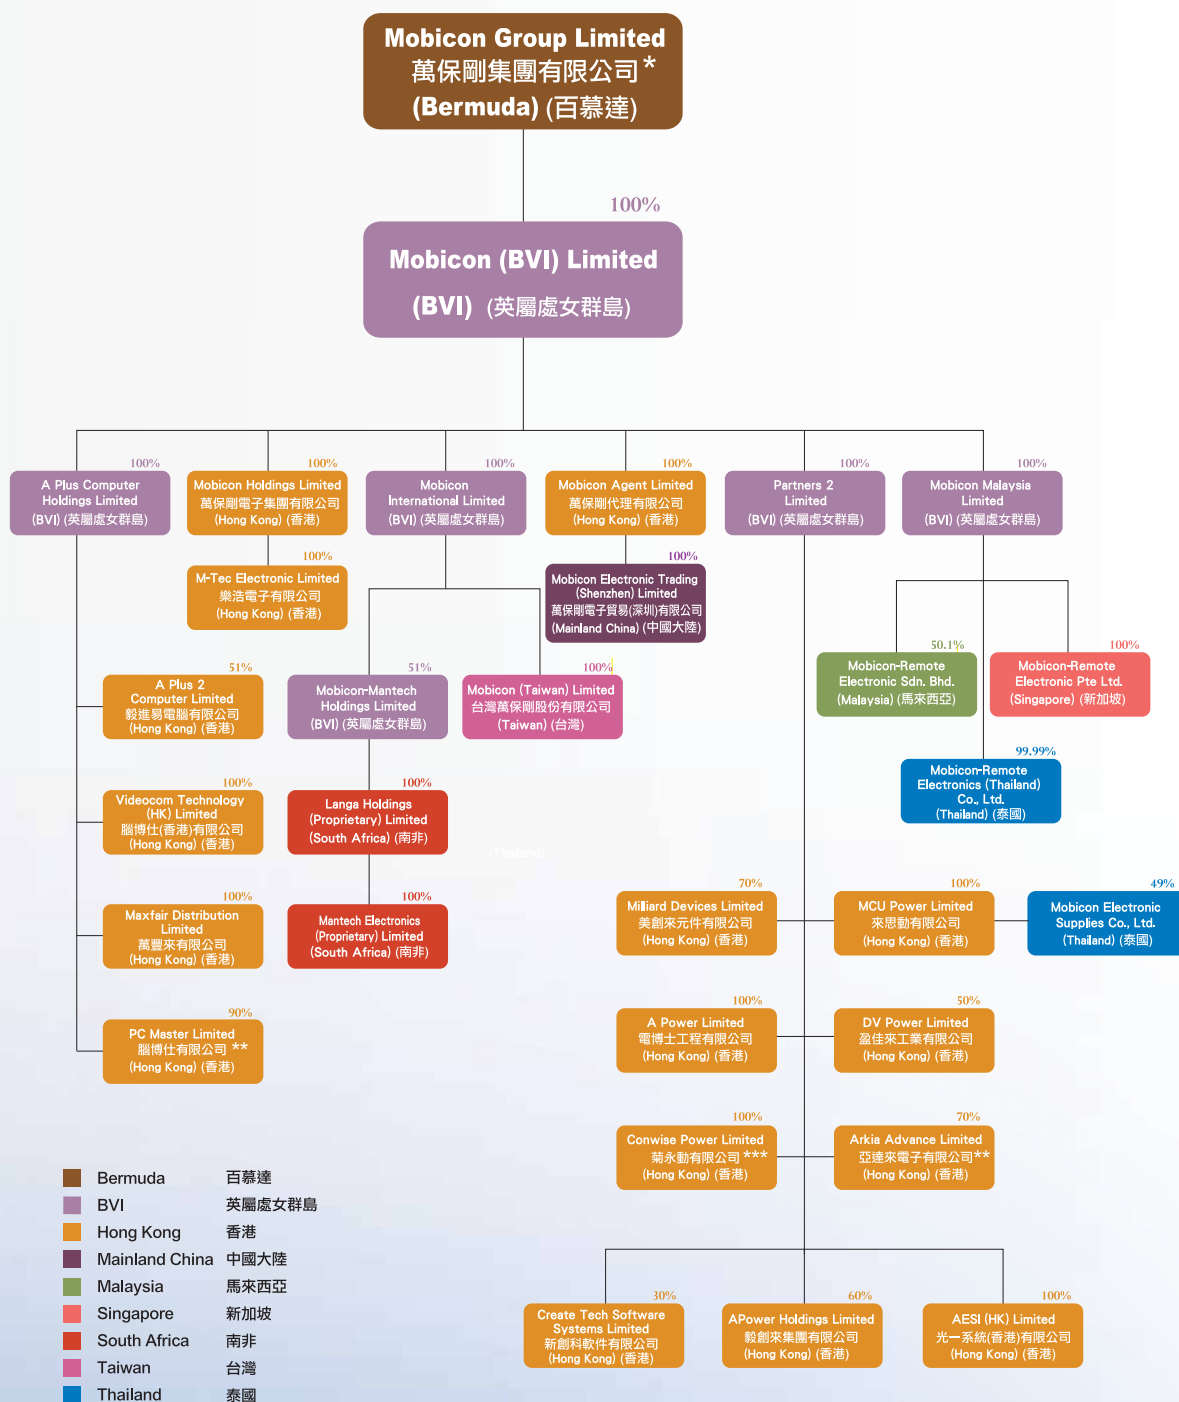 Mobicon Group Limited
萬保剛集團有限公司*
(Bermuda) (百慕達)
100%
Mobicon (BVI) Limited
(BVI) (英屬處女群島)
100%
A Plus Computer
Holdings Limited
(BVI) (英屬處女群島)
100%
Mobicon Holdings Limited
萬保剛電子集團有限公司
(Hong Kong) (香港)
100%
Mobicon
International Limited
(BVI) (英屬處女群島)
100%
Mobicon Agent Limited
萬保剛代理有限公司
(Hong Kong) (香港)
100%
Partners 2
Limited
(BVI) (英屬處女群島)
100%
Mobicon Malaysia
Limited
(BVI) (英屬處女群島)
100%
M-Tec Electronic Limited
樂浩電子有限公司
(Hong Kong) (香港)
100%
Mobicon Electronic Trading
(Shenzhen) Limited
萬保剛電子貿易(深圳)有限公司
(Mainland China) (中國大陸)
51%
A Plus 2
Computer Limited
毅進易電腦有限公司
(Hong Kong) (香港)
51%
Mobicon-Mantech
Holdings Limited
(BVI) (英屬處女群島)
100%
Mobicon (Taiwan) Limited
台灣萬保剛股份有限公司
(Taiwan) (台灣)
50.1%
Mobicon-Remote
Electronic Sdn. Bhd.
(Malaysia) (馬來西亞)
100%
Mobicon-Remote
Electronic Pte Ltd.
(Singapore) (新加坡)
99.99%
Mobicon-Remote
Electronics (Thailand)
Co., Ltd.
(Thailand) (泰國)
100%
Videocom Technology
(HK) Limited
腦博仕(香港)有限公司
(Hong Kong) (香港)
100%
Langa Holdings
(Proprietary) Limited
(South Africa) (南非)
(Thailand)
100%
Maxfair Distribution
Limited
萬豐來有限公司
(Hong Kong) (香港)
100%
Mantech Electronics
(Proprietary) Limited
(South Africa) (南非)
70%
Milliard Devices Limited
美創來元件有限公司
(Hong Kong) (香港)
100%
MCU Power Limited
來思動有限公司
(Hong Kong) (香港)
49%
Mobicon Electronic
Supplies Co., Ltd.
(Thailand) (泰國)
90%
PC Master Limited
腦博仕有限公司 **
(Hong Kong) (香港)
100%
A Power Limited
電博士工程有限公司
(Hong Kong) (香港)
50%
DV Power Limited
盈佳來工業有限公司
(Hong Kong) (香港)
100%
Conwise Power Limited
菊永動有限公司 ***
(Hong Kong) (香港)
70%
Arkia Advance Limited
亞達來電子有限公司**
(Hong Kong) (香港)
30%
Create Tech Software
Systems Limited
新創科軟件有限公司
(Hong Kong) (香港)
60%
APower Holdings Limited
毅創來集團有限公司
(Hong Kong) (香港)
100%
AESI (HK) Limited
光一系統(香港)有限公司
(Hong Kong) (香港)
Bermuda 百慕達
BVI 英屬處女群島
Hong Kong 香港
Mainland China 中國大陸
Malaysia 馬來西亞
Singapore 新加坡
South Africa 南非
Taiwan 台灣
Thailand 泰國